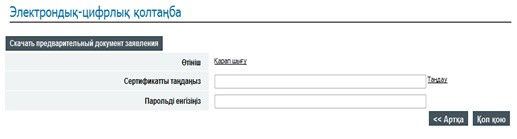 Электрондық-цифрлық қолтаңба
Скачать предварительный документ заявления
Өтініш Қарап шығу
Сертификатты таңдаңыз Таңдау
Парольді енгізіңіз
<< Артқа Қол қою